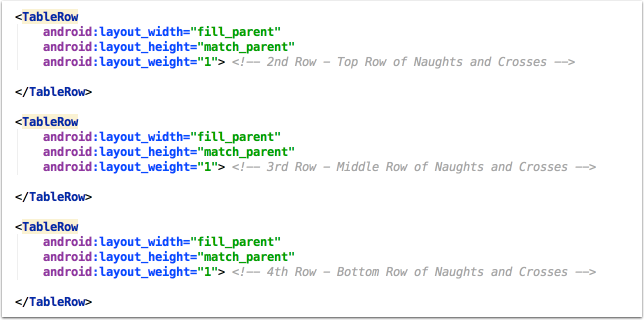 <TableRow
android:layout_width="fill_parent"
android:layout_height="match_parent"
android:layout_weight="1"> <!-- 2nd Row - Top Row of Naughts and Crosses -->
</TableRow>
<TableRow
android:layout_width="fill_parent"
android:layout_height="match_parent"
android:layout_weight="1"> <!-- 3rd Row - Middle Row of Naughts and Crosses -->
</TableRow>
<TableRow
android:layout_width="fill_parent"
android:layout_height="match_parent"
android:layout_weight="1"> <!-- 4th Row - Bottom Row of Naughts and Crosses -->
</TableRow>